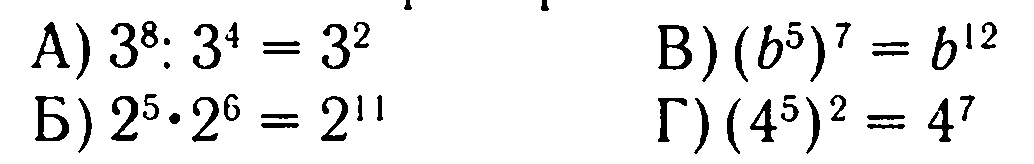 А) 3⁸: 3⁴ = 3² В) (b⁵)⁷ = b¹²
Б) 2⁵·2⁶ = 2¹¹ Г) (4⁵)² = 4⁷